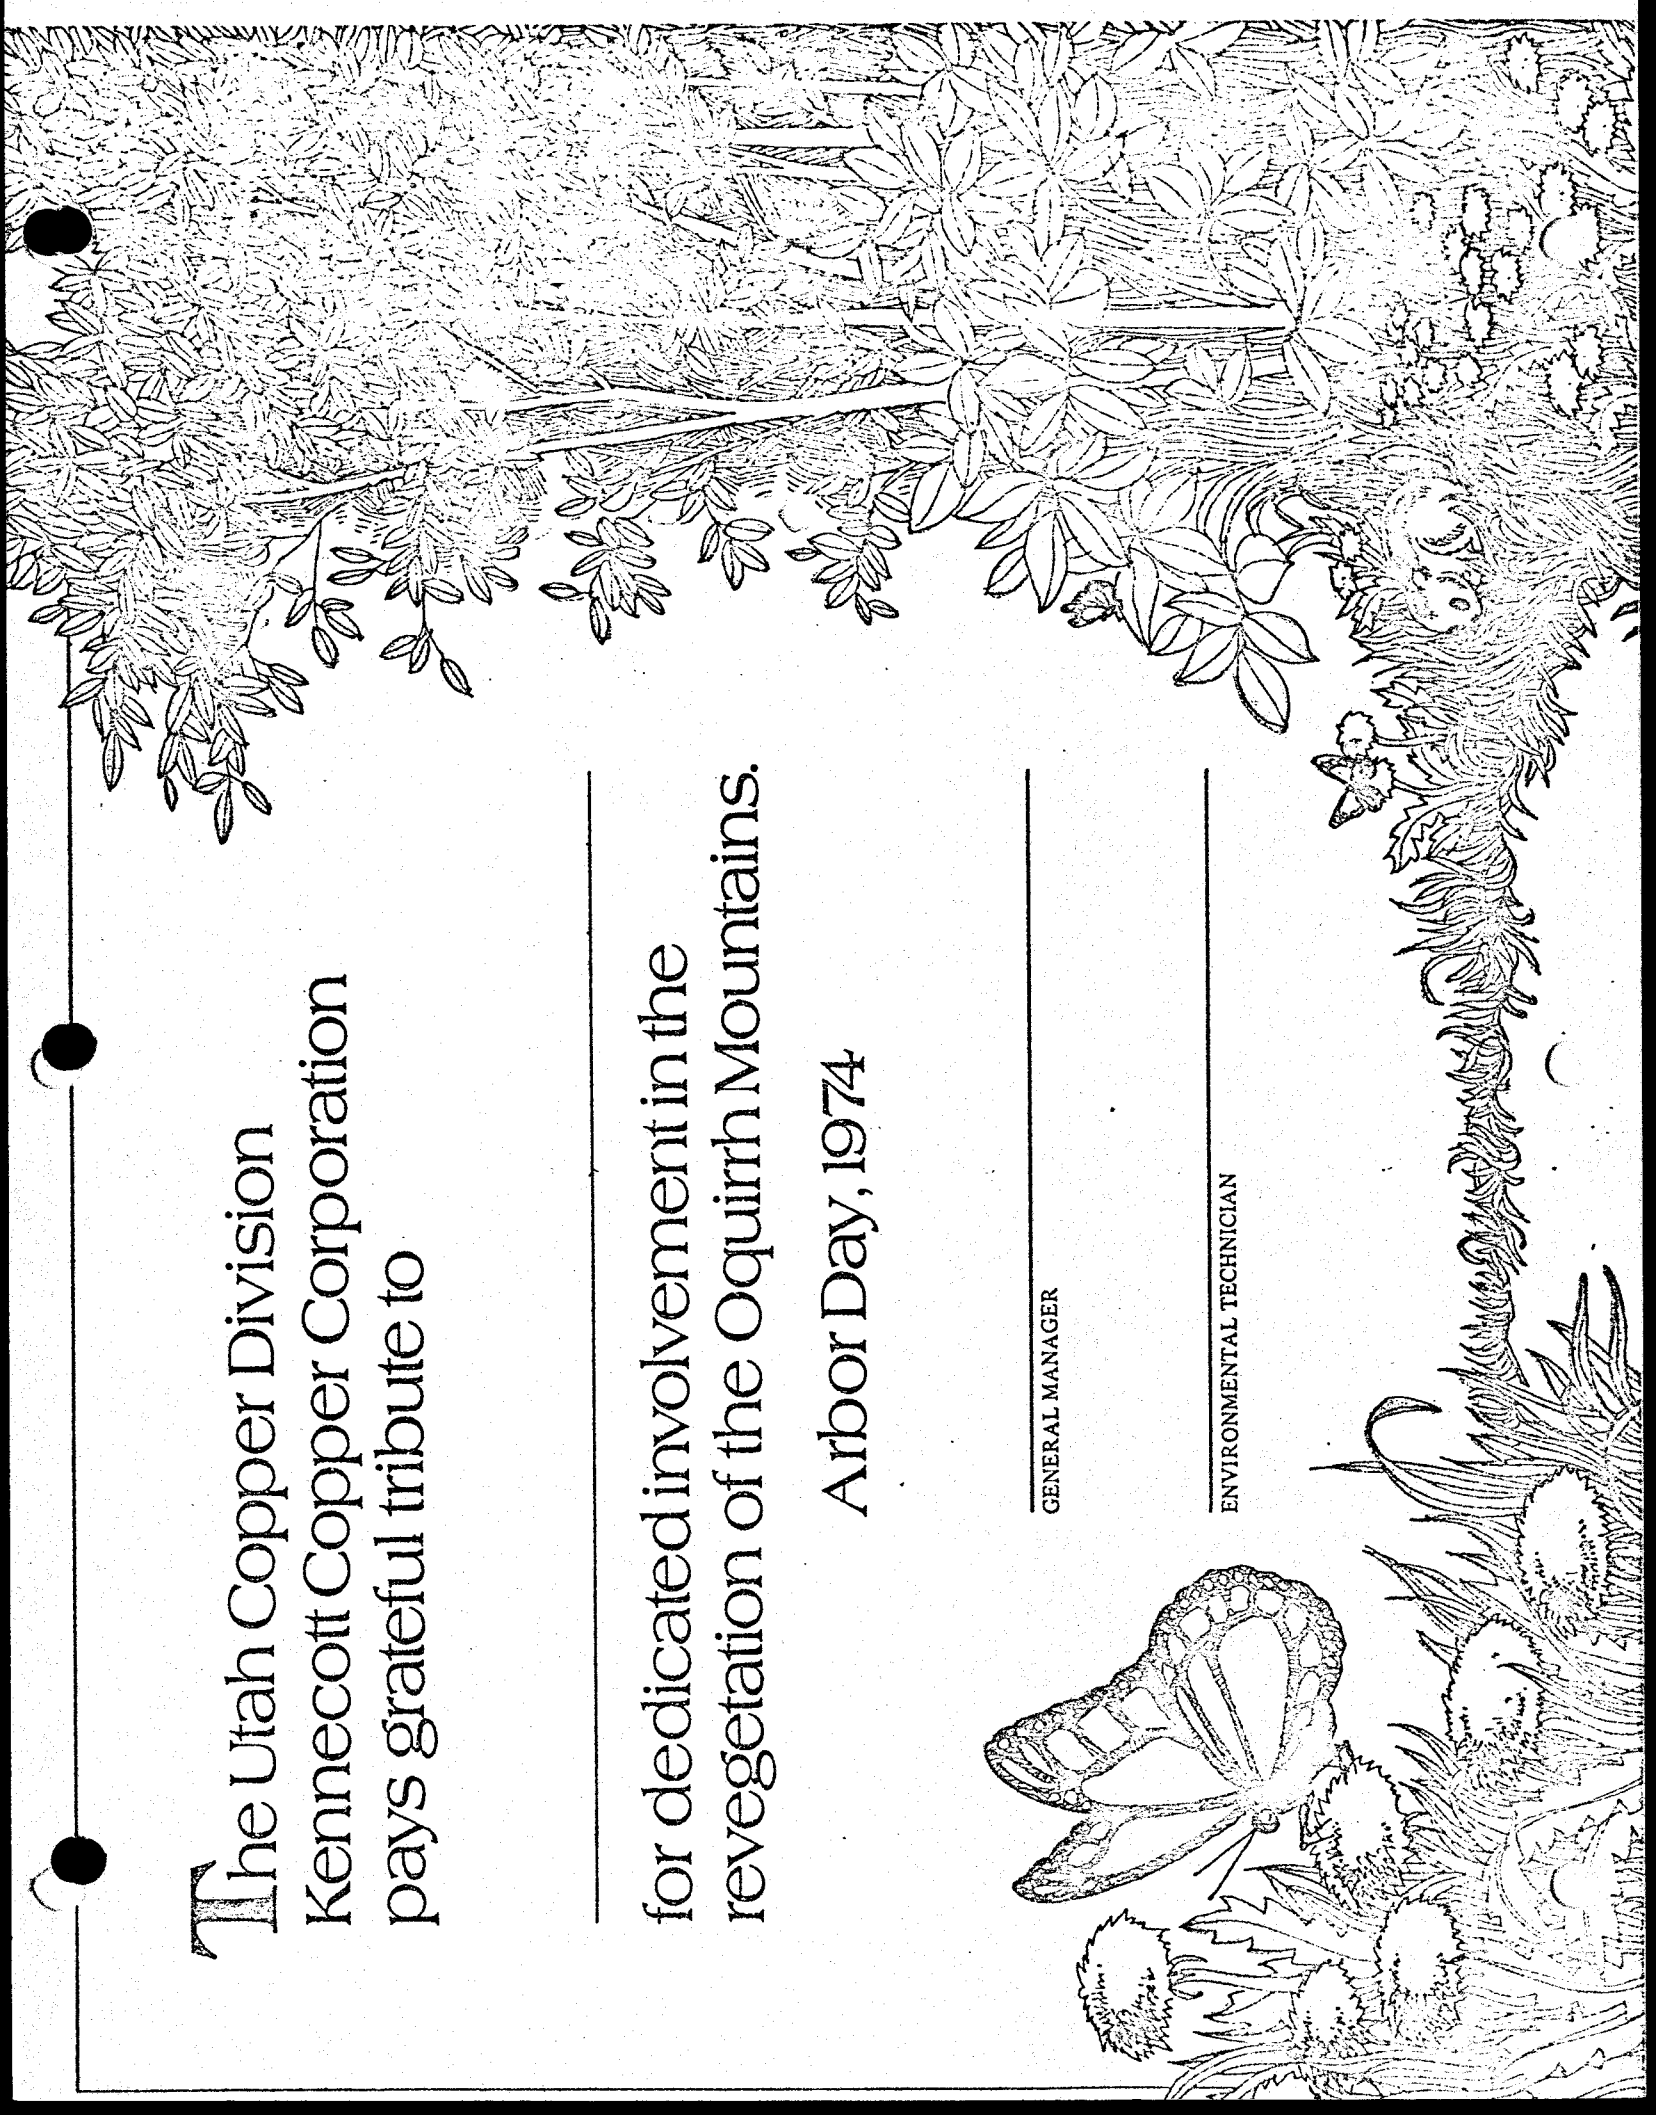 The Utah Copper Division
Kennecott Copper Corporation
pays grateful tribute to
for dedicated involvement in the
revegetation of the Oquirrh Mountains.
Arbor Day, 1974
GENERAL MANAGER
ENVIRONMENTAL TECHNICIAN